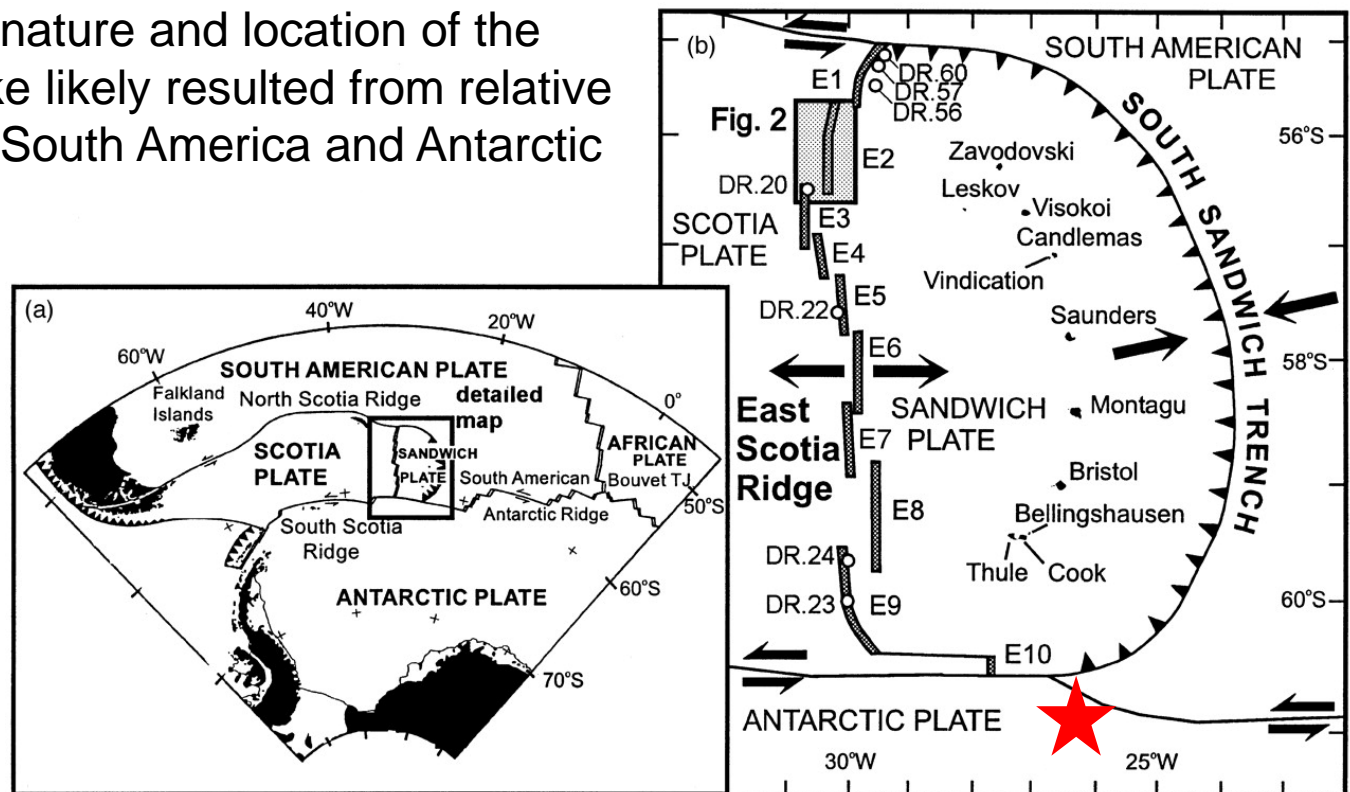 nature and location of the
ke likely resulted from relative
South America and Antarctic
(a)
60°W
40°W
20°W
0°
50°S
60°S
70°S
SOUTH AMERICAN PLATE
Falkland
Islands
North Scotia Ridge
detailed
map
SCOTIA
PLATE
SANDWICH
PLATE
AFRICAN
PLATE
Bouvet TJ
South American
Antarctic Ridge
South Scotia
Ridge
ANTARCTIC PLATE
(b)
SOUTH AMERICAN
PLATE
E1
DR.60
DR.57
DR.56
Fig. 2
E2
DR.20
SCOTIA
PLATE
E3
E4
E5
DR.22
E6
East
Scotia
Ridge
E7
E8
DR.24
DR.23
E9
E10
Zavodovski
Leskov
Visokoi
Candlemas
Vindication
Saunders
SANDWICH
PLATE
Montagu
Bristol
Bellingshausen
Thule
Cook
SOUTH SANDWICH TRENCH
56°S
58°S
60°S
ANTARCTIC PLATE
30°W
25°W